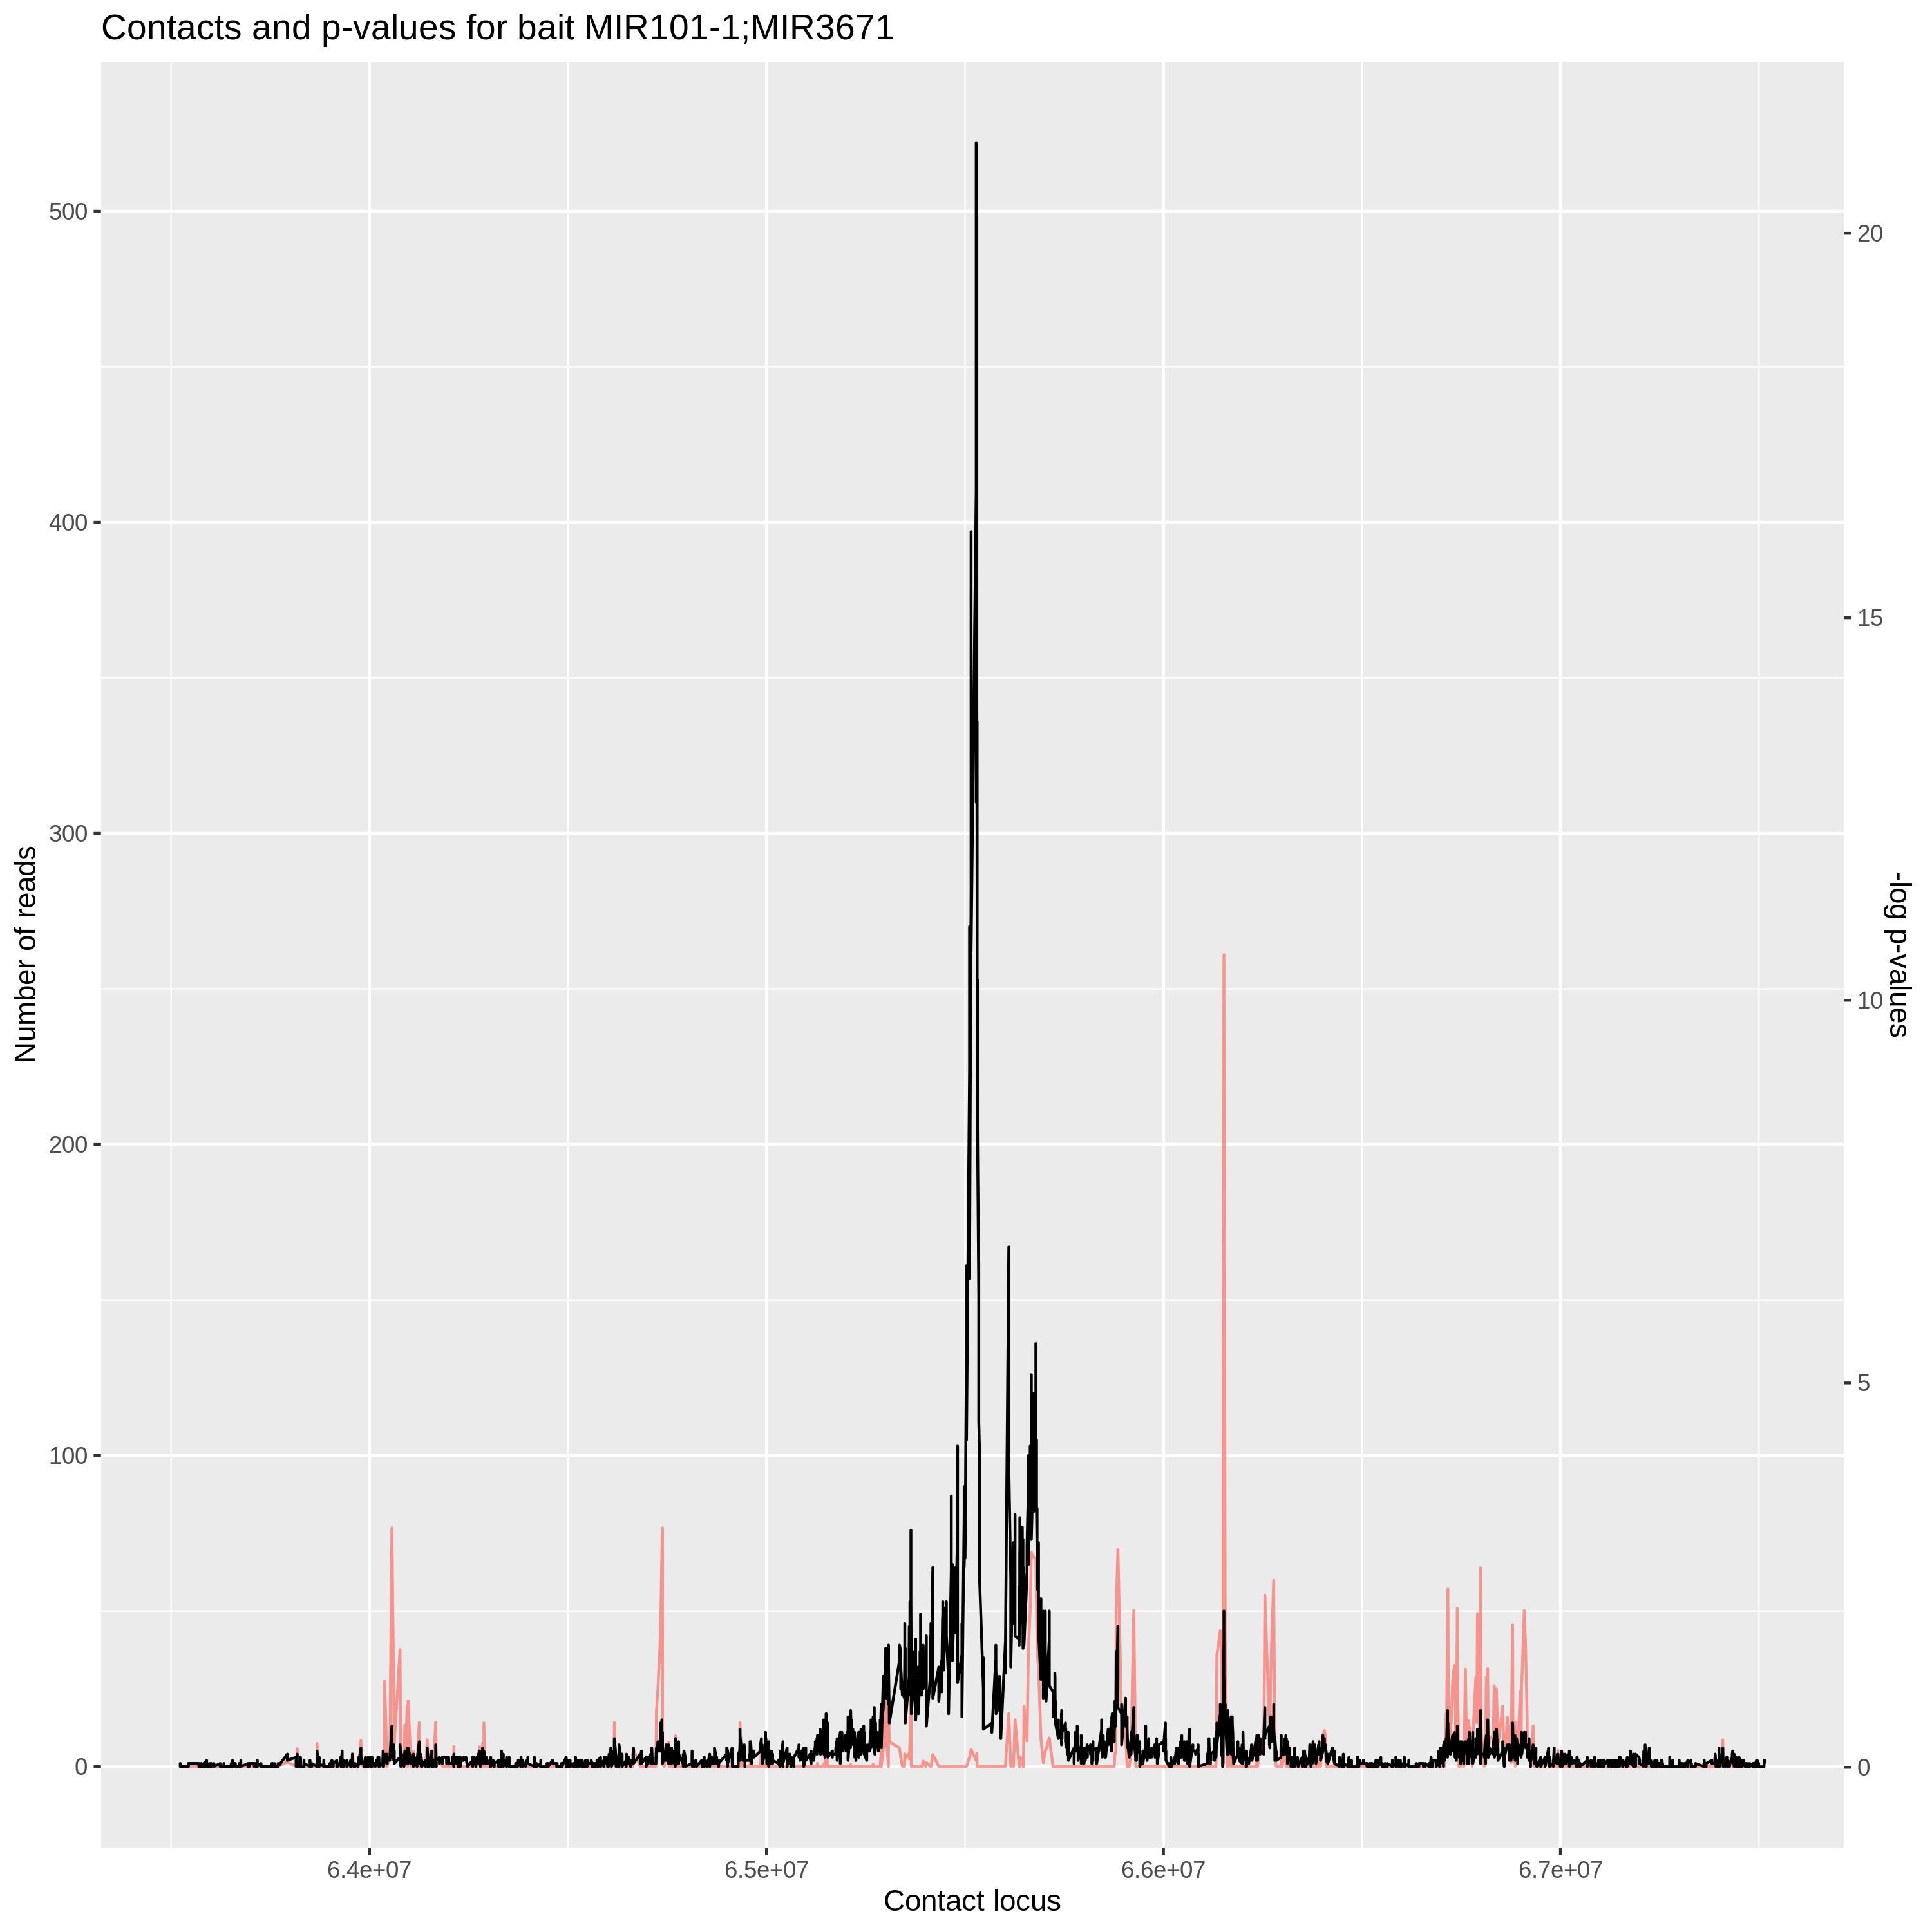 Contacts and p-values for bait MIR101-1;MIR3671
Number of reads
500
400
300
200
100
0
20
15
10
5
0
-log p-values
6.4e+07 6.5e+07 6.6e+07 6.7e+07
Contact locus